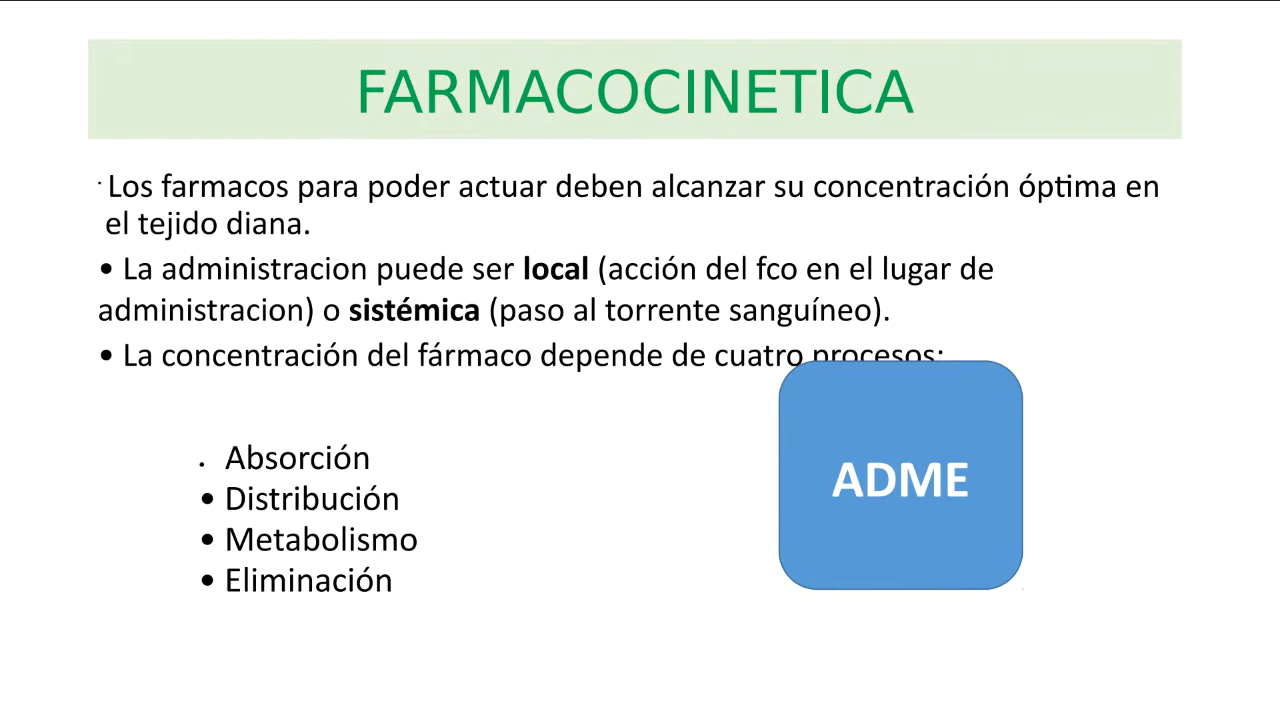 FARMACOCINETICA
· Los farmacos para poder actuar deben alcanzar su concentración óptima en
el tejido diana.
• La administracion puede ser local (acción del fco en el lugar de
administracion) o sistémica (paso al torrente sanguíneo).
• La concentración del fármaco depende de cuatro procesos:
• Absorción
• Distribución
• Metabolismo
• Eliminación
ADME